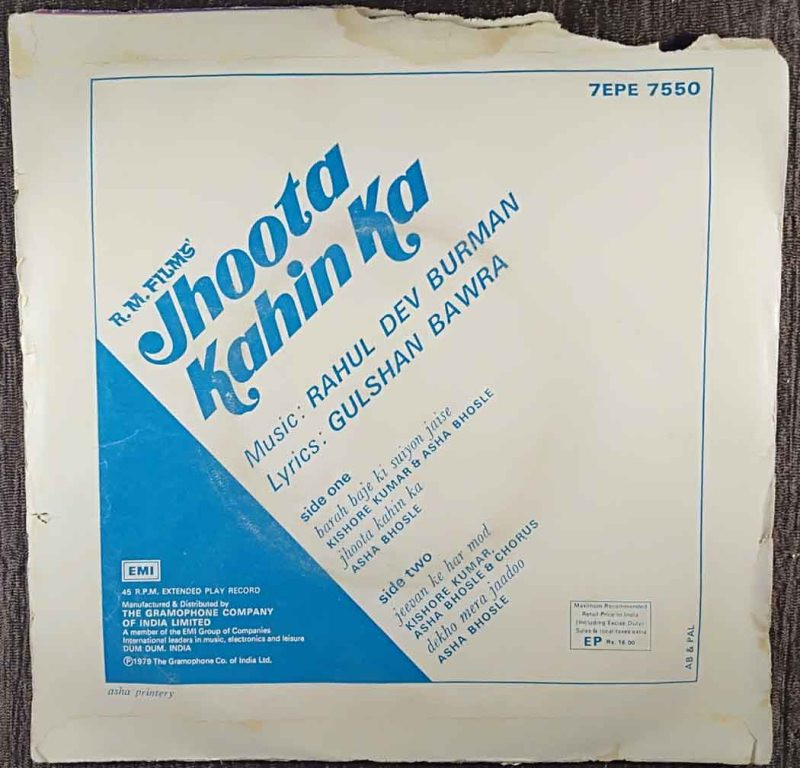 7EPE 7550
R.M. FILMS'
Jhoota
Kahin Ka
Music: RAHUL DEV BURMAN
Lyrics: GULSHAN BAWRA
side one
barah baje ki suiyon jaise
KISHORE KUMAR & ASHA BHOSLE
jhoota kahin ka
ASHA BHOSLE
side two
jeevan ke har mod
KISHORE KUMAR,
ASHA BHOSLE & CHORUS
dikho mera jaadoo
ASHA BHOSLE
EMI
45 R.P.M. EXTENDED PLAY RECORD
Manufactured & Distributed by
THE GRAMOPHONE COMPANY
OF INDIA LIMITED
A member of the EMI Group of Companies
International leaders in music, electronics and leisure
DUM DUM. INDIA
Ⓟ1979 The Gramophone Co. of India Ltd.
Maximum Recommended
Retail Price in India
(Including Excise Duty)
Sales & local taxes extra
EP Rs. 16.00
AB & PAL
asha printery